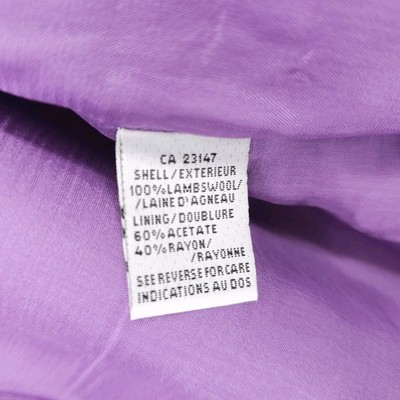 CA 23147
SHELL/EXTERIEUR
100% LAMBSWOOL/
/LAINE D'AGNEAU
LINING/DOUBLURE
60% ACETATE
40% RAYON/
/RAYONNE
SEE REVERSE FOR CARE
INDICATIONS AU DOS